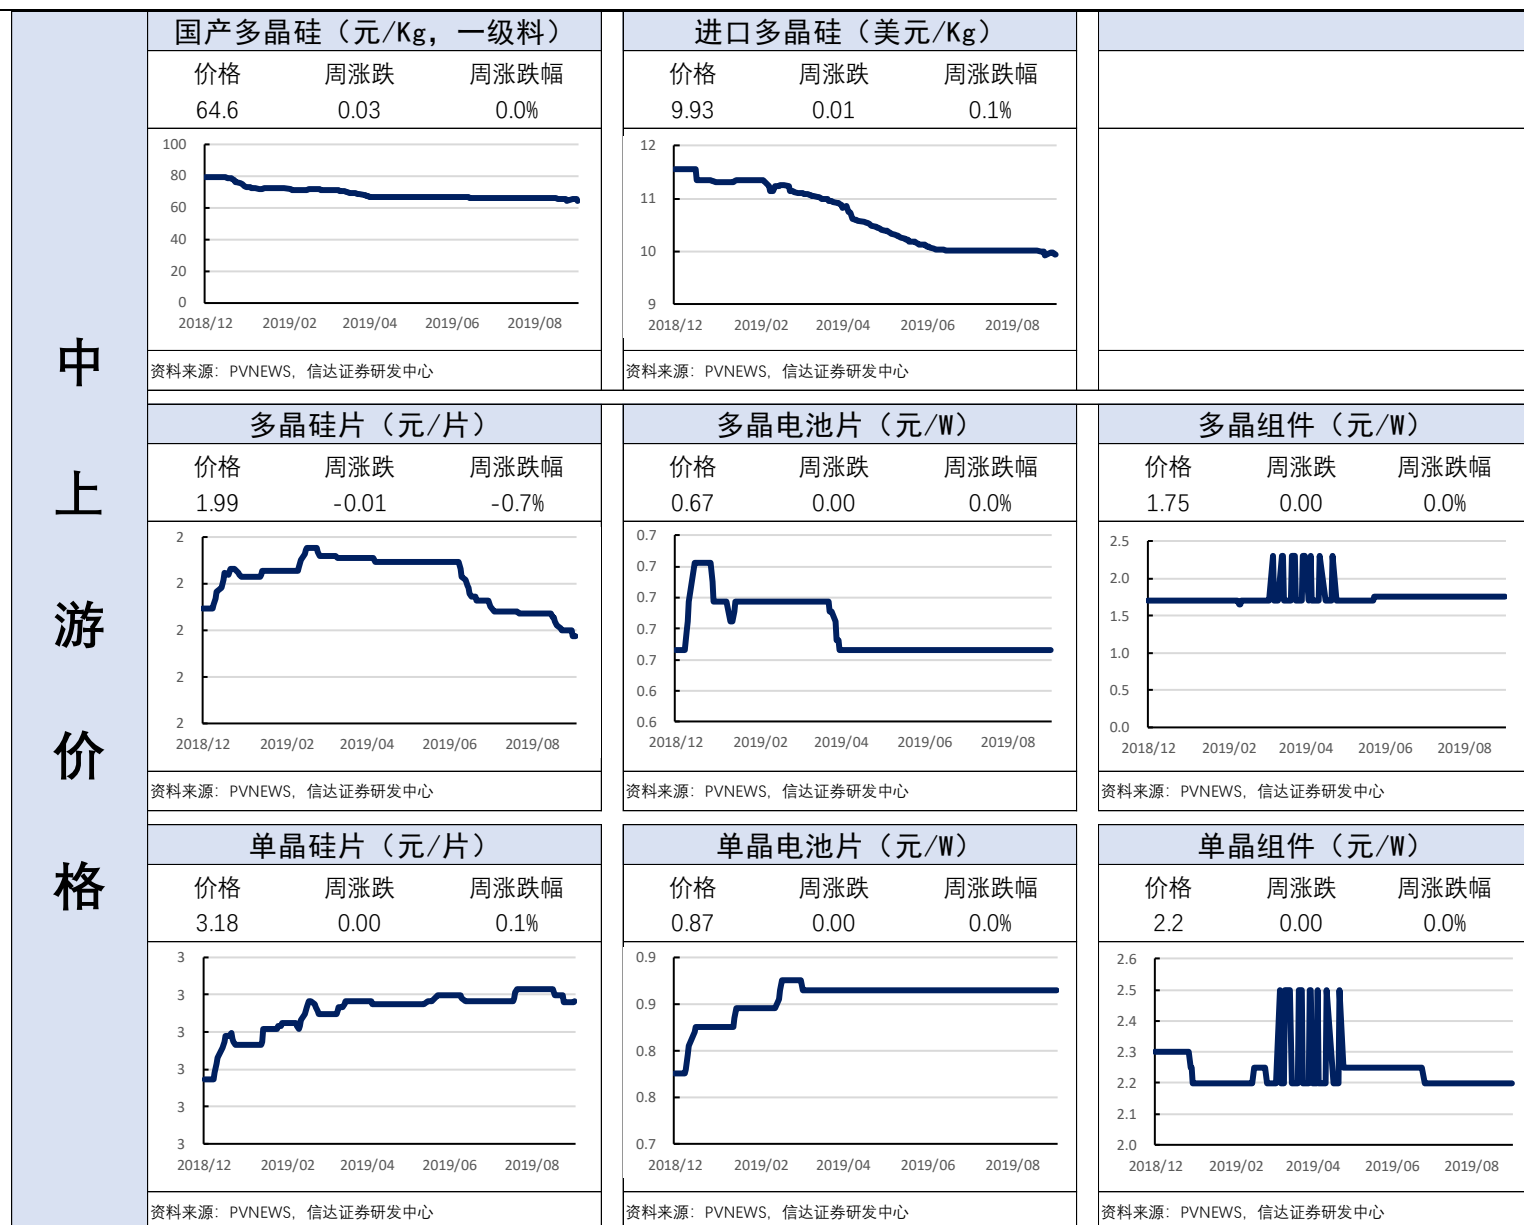 中
上
游
价
格
国产多晶硅（元/Kg，一级料）
价格 周涨跌 周涨跌幅
64.6 0.03 0.0%
100
80
60
40
20
0
2018/12 2019/02 2019/04 2019/06 2019/08
资料来源：PVNEWS，信达证券研发中心
进口多晶硅（美元/Kg）
价格 周涨跌 周涨跌幅
9.93 0.01 0.1%
12
11
10
9
2018/12 2019/02 2019/04 2019/06 2019/08
资料来源：PVNEWS，信达证券研发中心
多晶硅片（元/片）
价格 周涨跌 周涨跌幅
1.99 -0.01 -0.7%
2
2
2
2
2
2018/12 2019/02 2019/04 2019/06 2019/08
资料来源：PVNEWS，信达证券研发中心
多晶电池片（元/W）
价格 周涨跌 周涨跌幅
0.67 0.00 0.0%
0.7
0.7
0.7
0.7
0.7
0.6
0.6
2018/12 2019/02 2019/04 2019/06 2019/08
资料来源：PVNEWS，信达证券研发中心
多晶组件（元/W）
价格 周涨跌 周涨跌幅
1.75 0.00 0.0%
2.5
2.0
1.5
1.0
0.5
0.0
2018/12 2019/02 2019/04 2019/06 2019/08
资料来源：PVNEWS，信达证券研发中心
单晶硅片（元/片）
价格 周涨跌 周涨跌幅
3.18 0.00 0.1%
3
3
3
3
3
3
2018/12 2019/02 2019/04 2019/06 2019/08
资料来源：PVNEWS，信达证券研发中心
单晶电池片（元/W）
价格 周涨跌 周涨跌幅
0.87 0.00 0.0%
0.9
0.9
0.8
0.8
0.7
2018/12 2019/02 2019/04 2019/06 2019/08
资料来源：PVNEWS，信达证券研发中心
单晶组件（元/W）
价格 周涨跌 周涨跌幅
2.2 0.00 0.0%
2.6
2.5
2.4
2.3
2.2
2.1
2.0
2018/12 2019/02 2019/04 2019/06 2019/08
资料来源：PVNEWS，信达证券研发中心